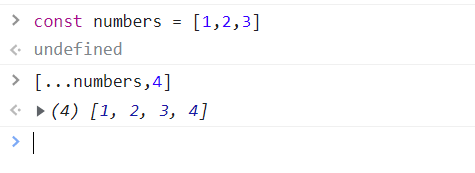 const numbers = [1,2,3]
undefined
[...numbers,4]
(4) [1, 2, 3, 4]